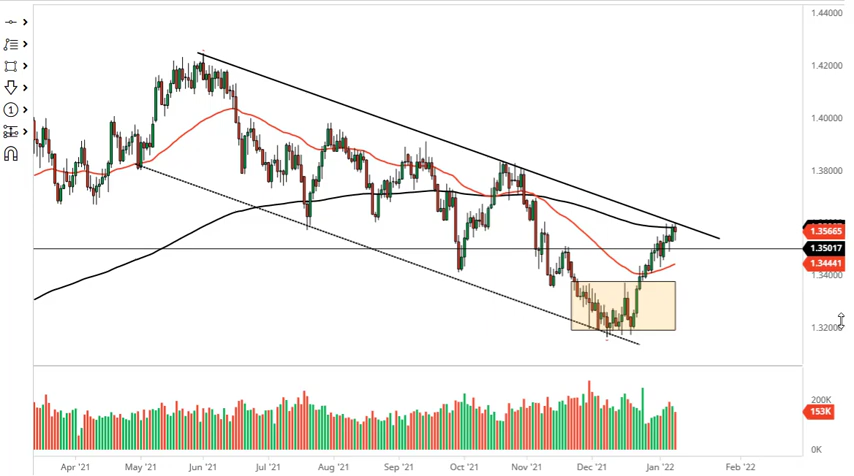 1.44000
1.42000
1.40000
1.38000
1.35665
1.35017
1.34441
1.34000
1.32000
200K
153K
0K
Apr '21 May '21 Jun '21 Jul '21 Aug '21 Sep '21 Oct '21 Nov '21 Dec '21 Jan '22 Feb '22
1